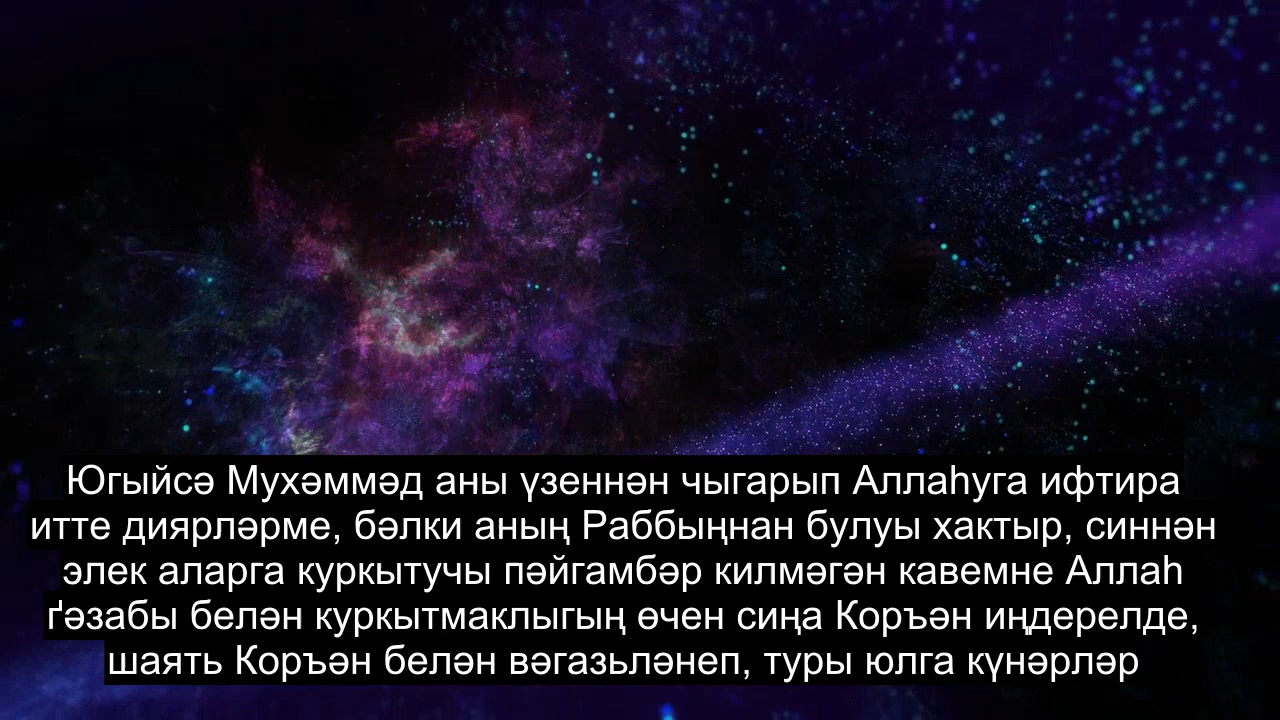 Югыйсә Мухәммәд аны үзеннән чыгарып Аллаһуга ифтира
итте диярләрме, бәлки аның Раббыңнан булуы хактыр, синнән
элек аларга куркытучы пәйгамбәр килмәгән кавемне Аллаһ
ґәзабы белән куркытмаклыгың өчен сиңа Коръән иңдерелде,
шаять Коръән белән вәгазьләнеп, туры юлга күнәрләр